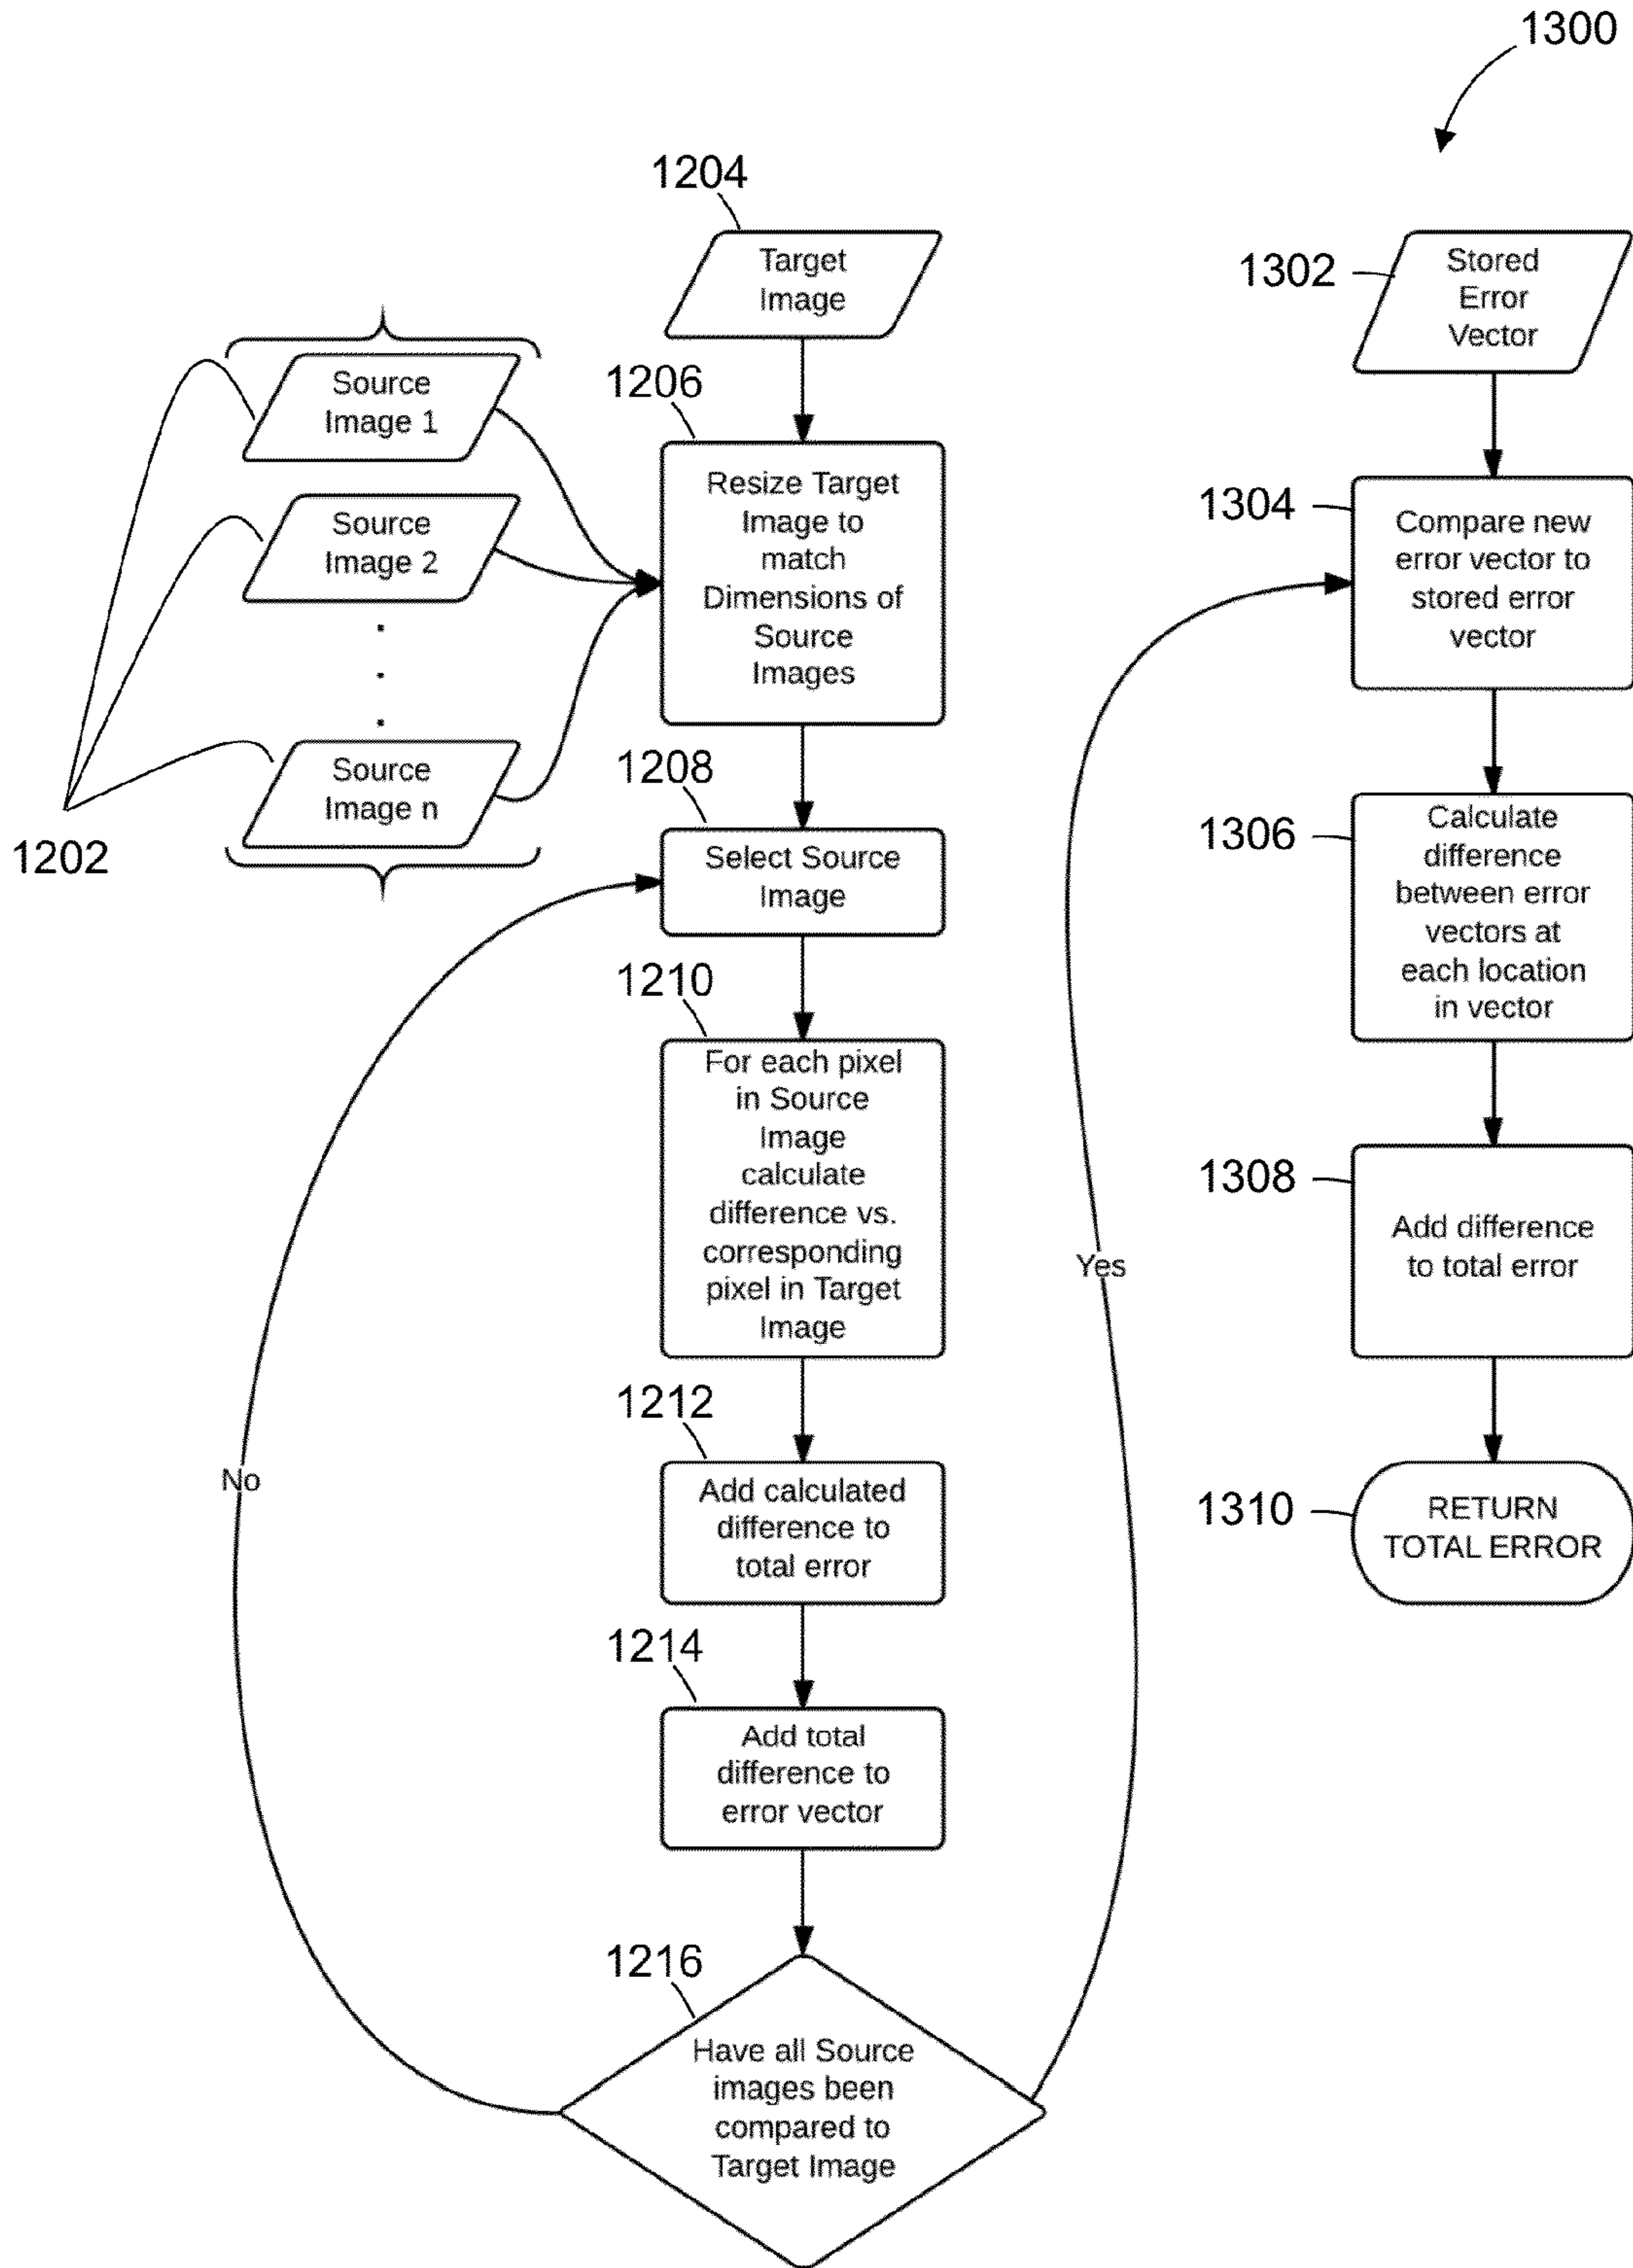 1300
1204
Target
Image
1302
Stored
Error
Vector
Source
Image 1
1206
Resize Target
Image to
match
Dimensions of
Source
Images
Source
Image 2
.
.
.
Source
Image n
1202
1304
Compare new
error vector to
stored error
vector
1208
Select Source
Image
1306
Calculate
difference
between error
vectors at
each location
in vector
1210
For each pixel
in Source
Image
calculate
difference vs.
corresponding
pixel in Target
Image
1308
Add difference
to total error
Yes
No
1212
Add calculated
difference to
total error
1310
RETURN
TOTAL ERROR
1214
Add total
difference to
error vector
1216
Have all Source
images been
compared to
Target Image